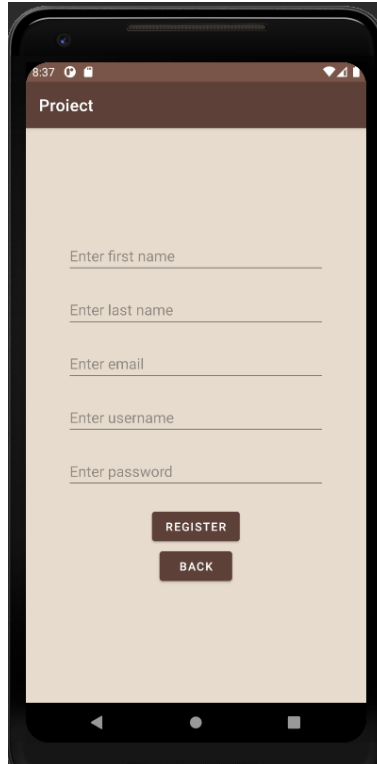 8:37
Proiect
Enter first name
Enter last name
Enter email
Enter username
Enter password
REGISTER
BACK